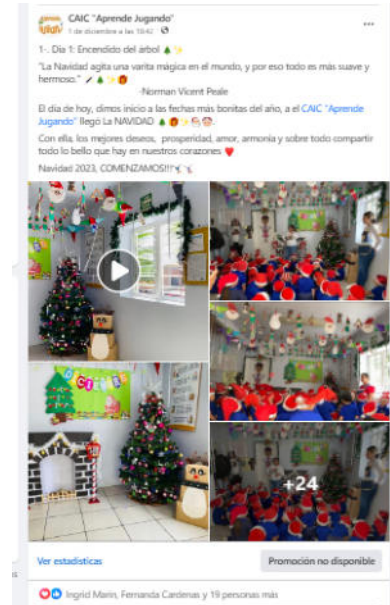 CAIC "Aprende Jugando"
1 de diciembre a las 19:42 ·
1-. Día 1: Encendido del árbol
"La Navidad agita una varita mágica en el mundo, y por eso todo es más suave y
hermoso."
-Norman Vicent Peale
El día de hoy, dimos inicio a las fechas más bonitas del año, a el CAIC "Aprende
Jugando" llegó La NAVIDAD
Con ella, los mejores deseos, prosperidad, amor, armonía y sobre todo compartir
todo lo bello que hay en nuestros corazones
Navidad 2023, COMENZAMOS!!!
+24
Ver estadísticas
Promoción no disponible
Ingrid Marin, Fernanda Cardenas y 19 personas más